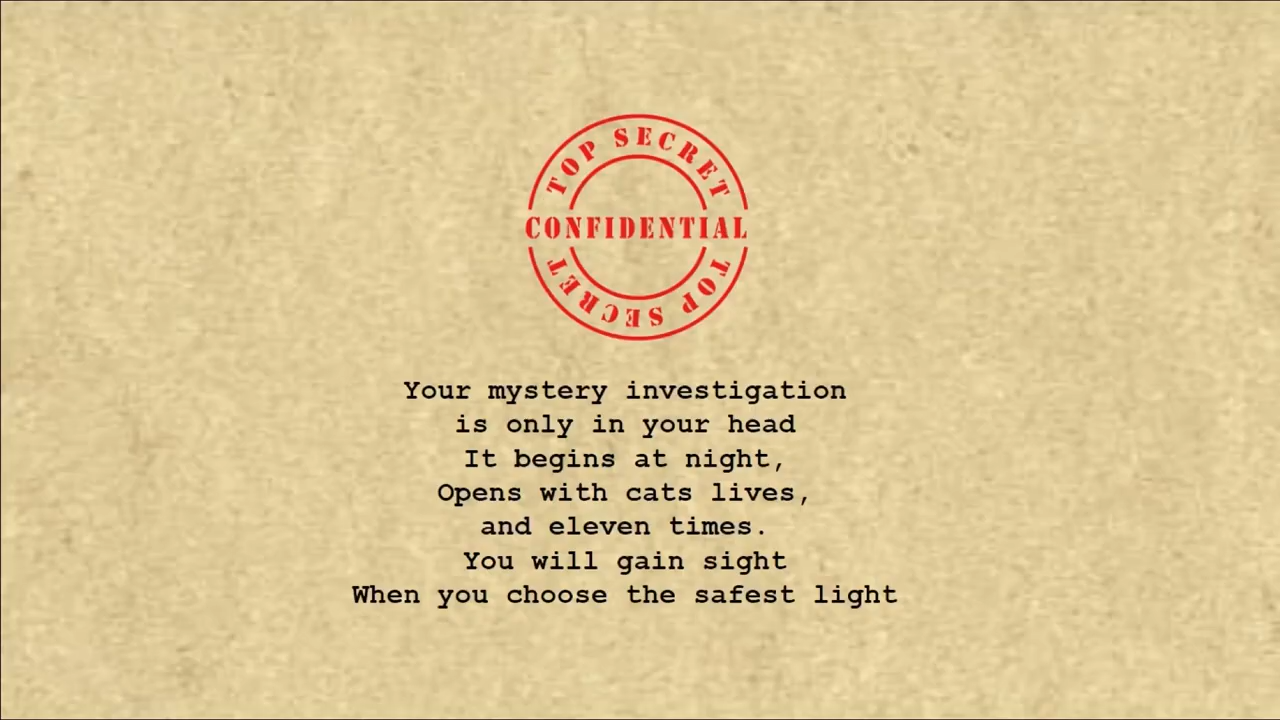 TOP SECRET
CONFIDENTIAL
TOP SECRET
Your mystery investigation
is only in your head
It begins at night,
Opens with cats lives,
and eleven times.
You will gain sight
When you choose the safest light